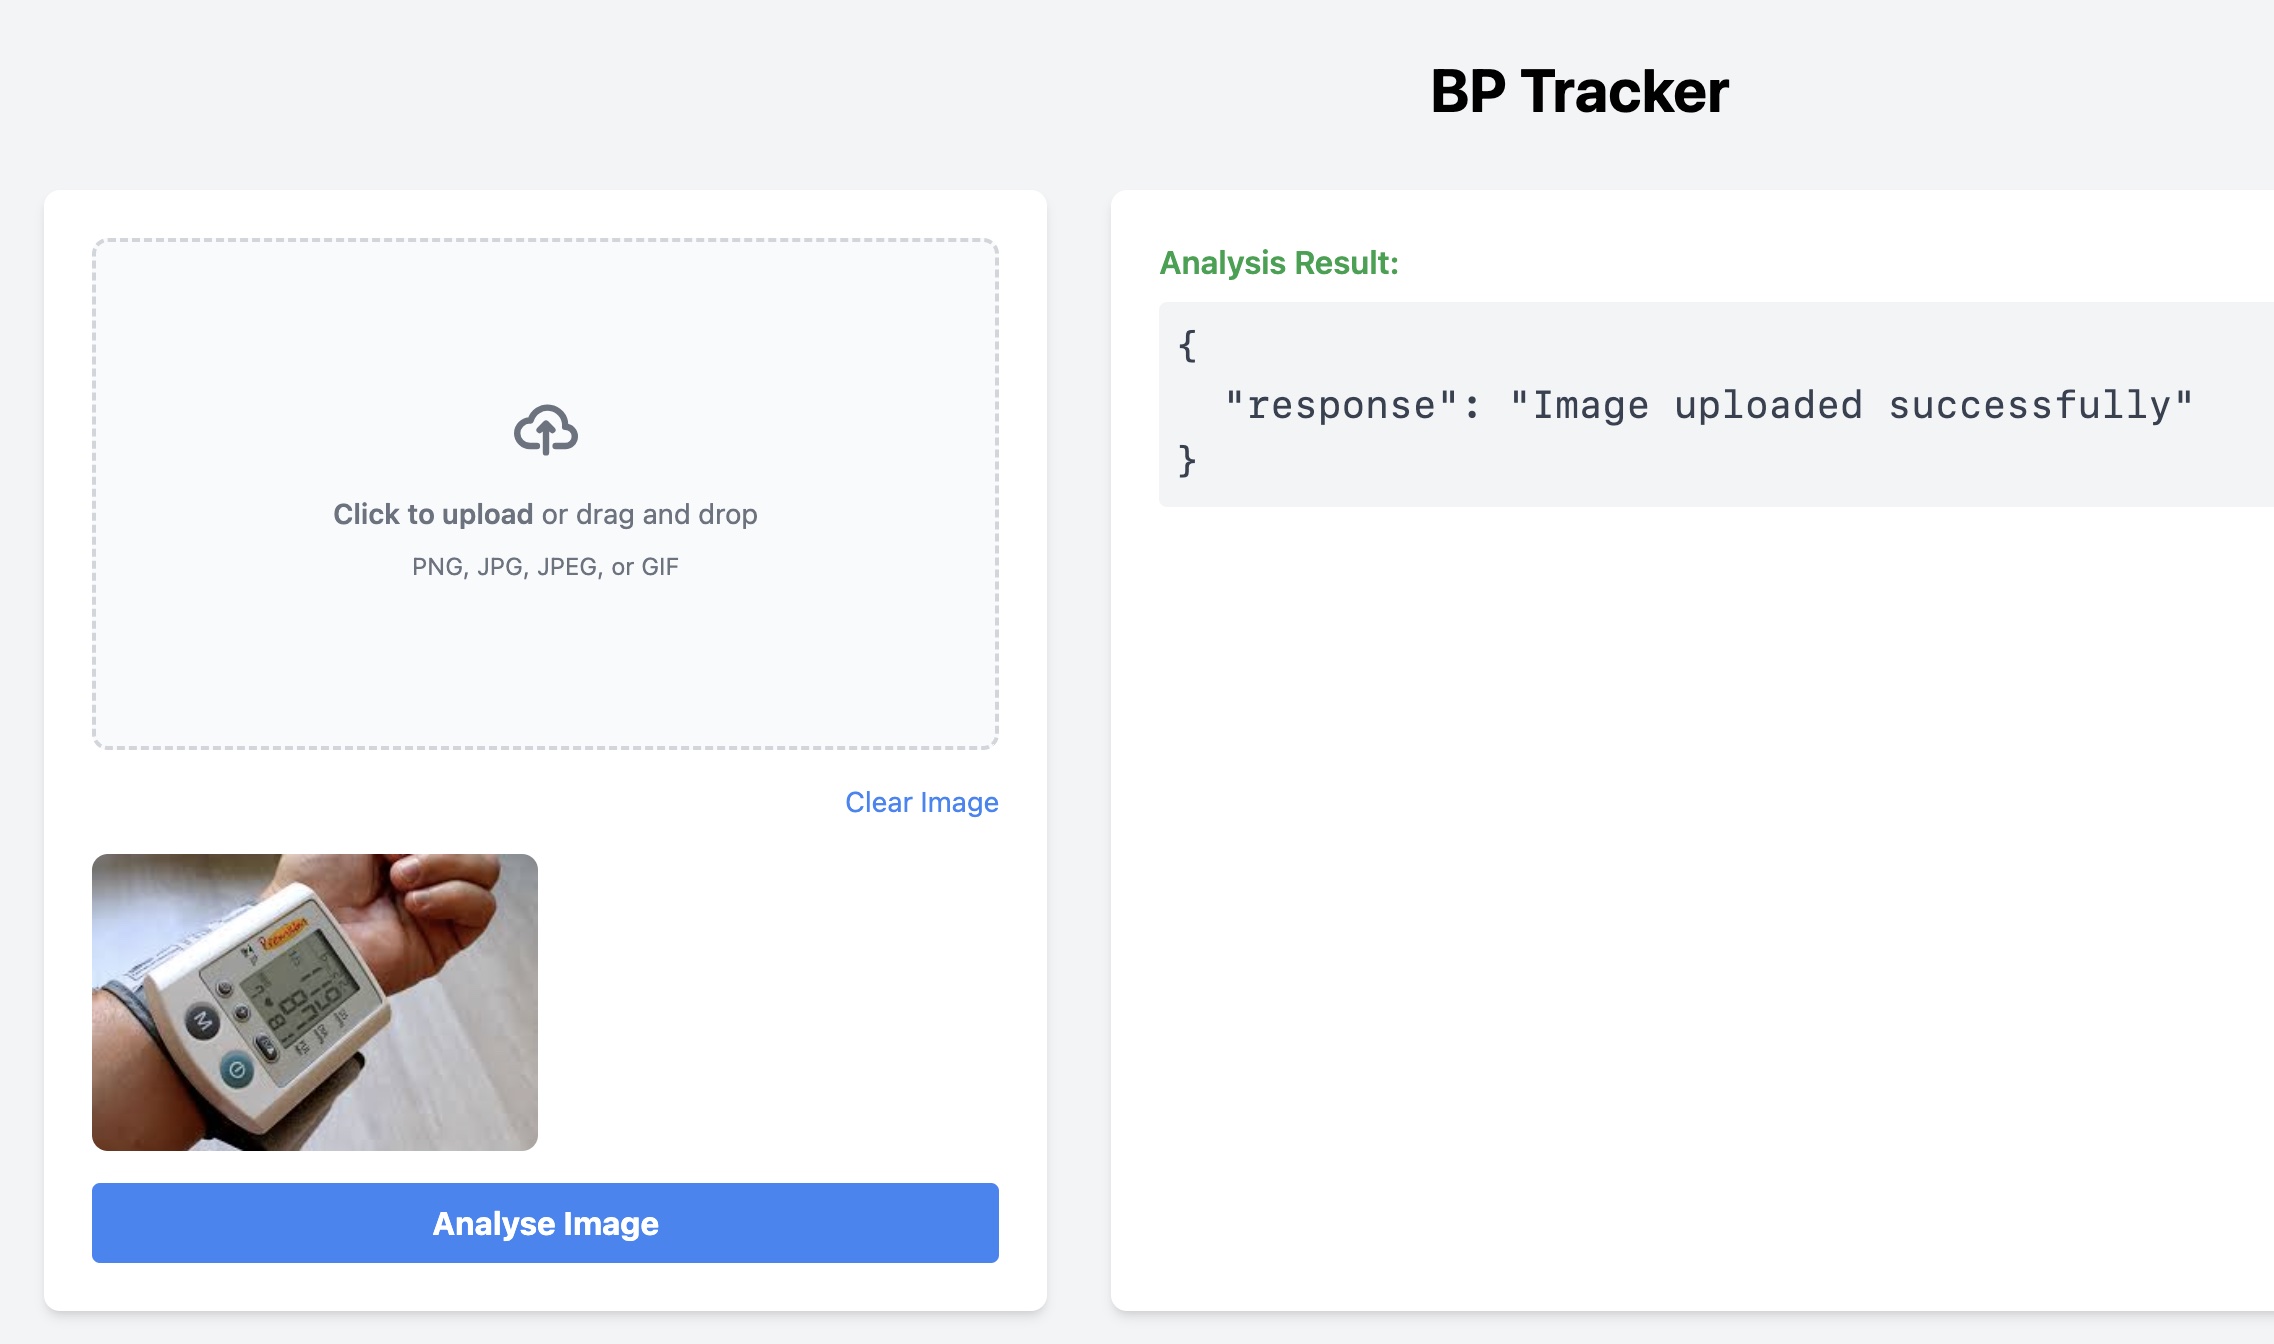 BP Tracker
Analysis Result:
{
"response": "Image uploaded successfully"
}
Click to upload or drag and drop
PNG, JPG, JPEG, or GIF
Clear Image
M
Analyse Image